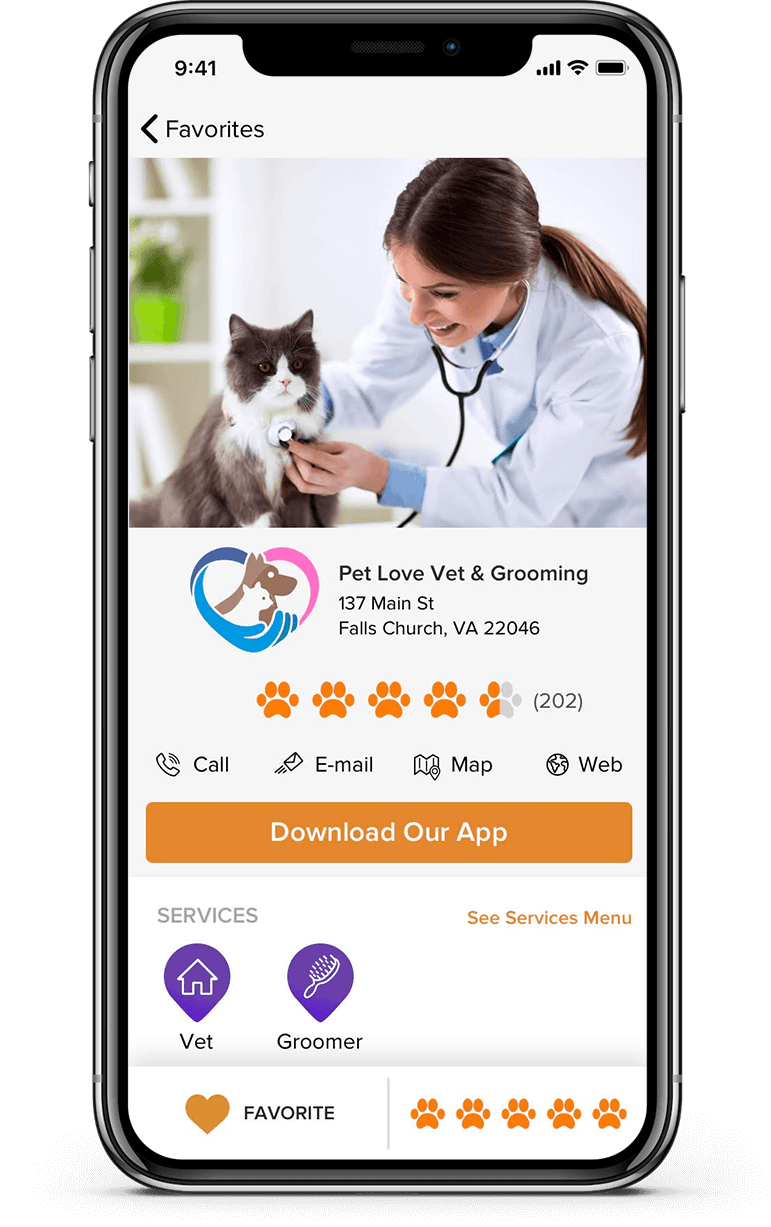 9:41
Favorites
Pet Love Vet & Grooming
137 Main St
Falls Church, VA 22046
(202)
Call E-mail Map Web
Download Our App
SERVICES See Services Menu
Vet Groomer
FAVORITE